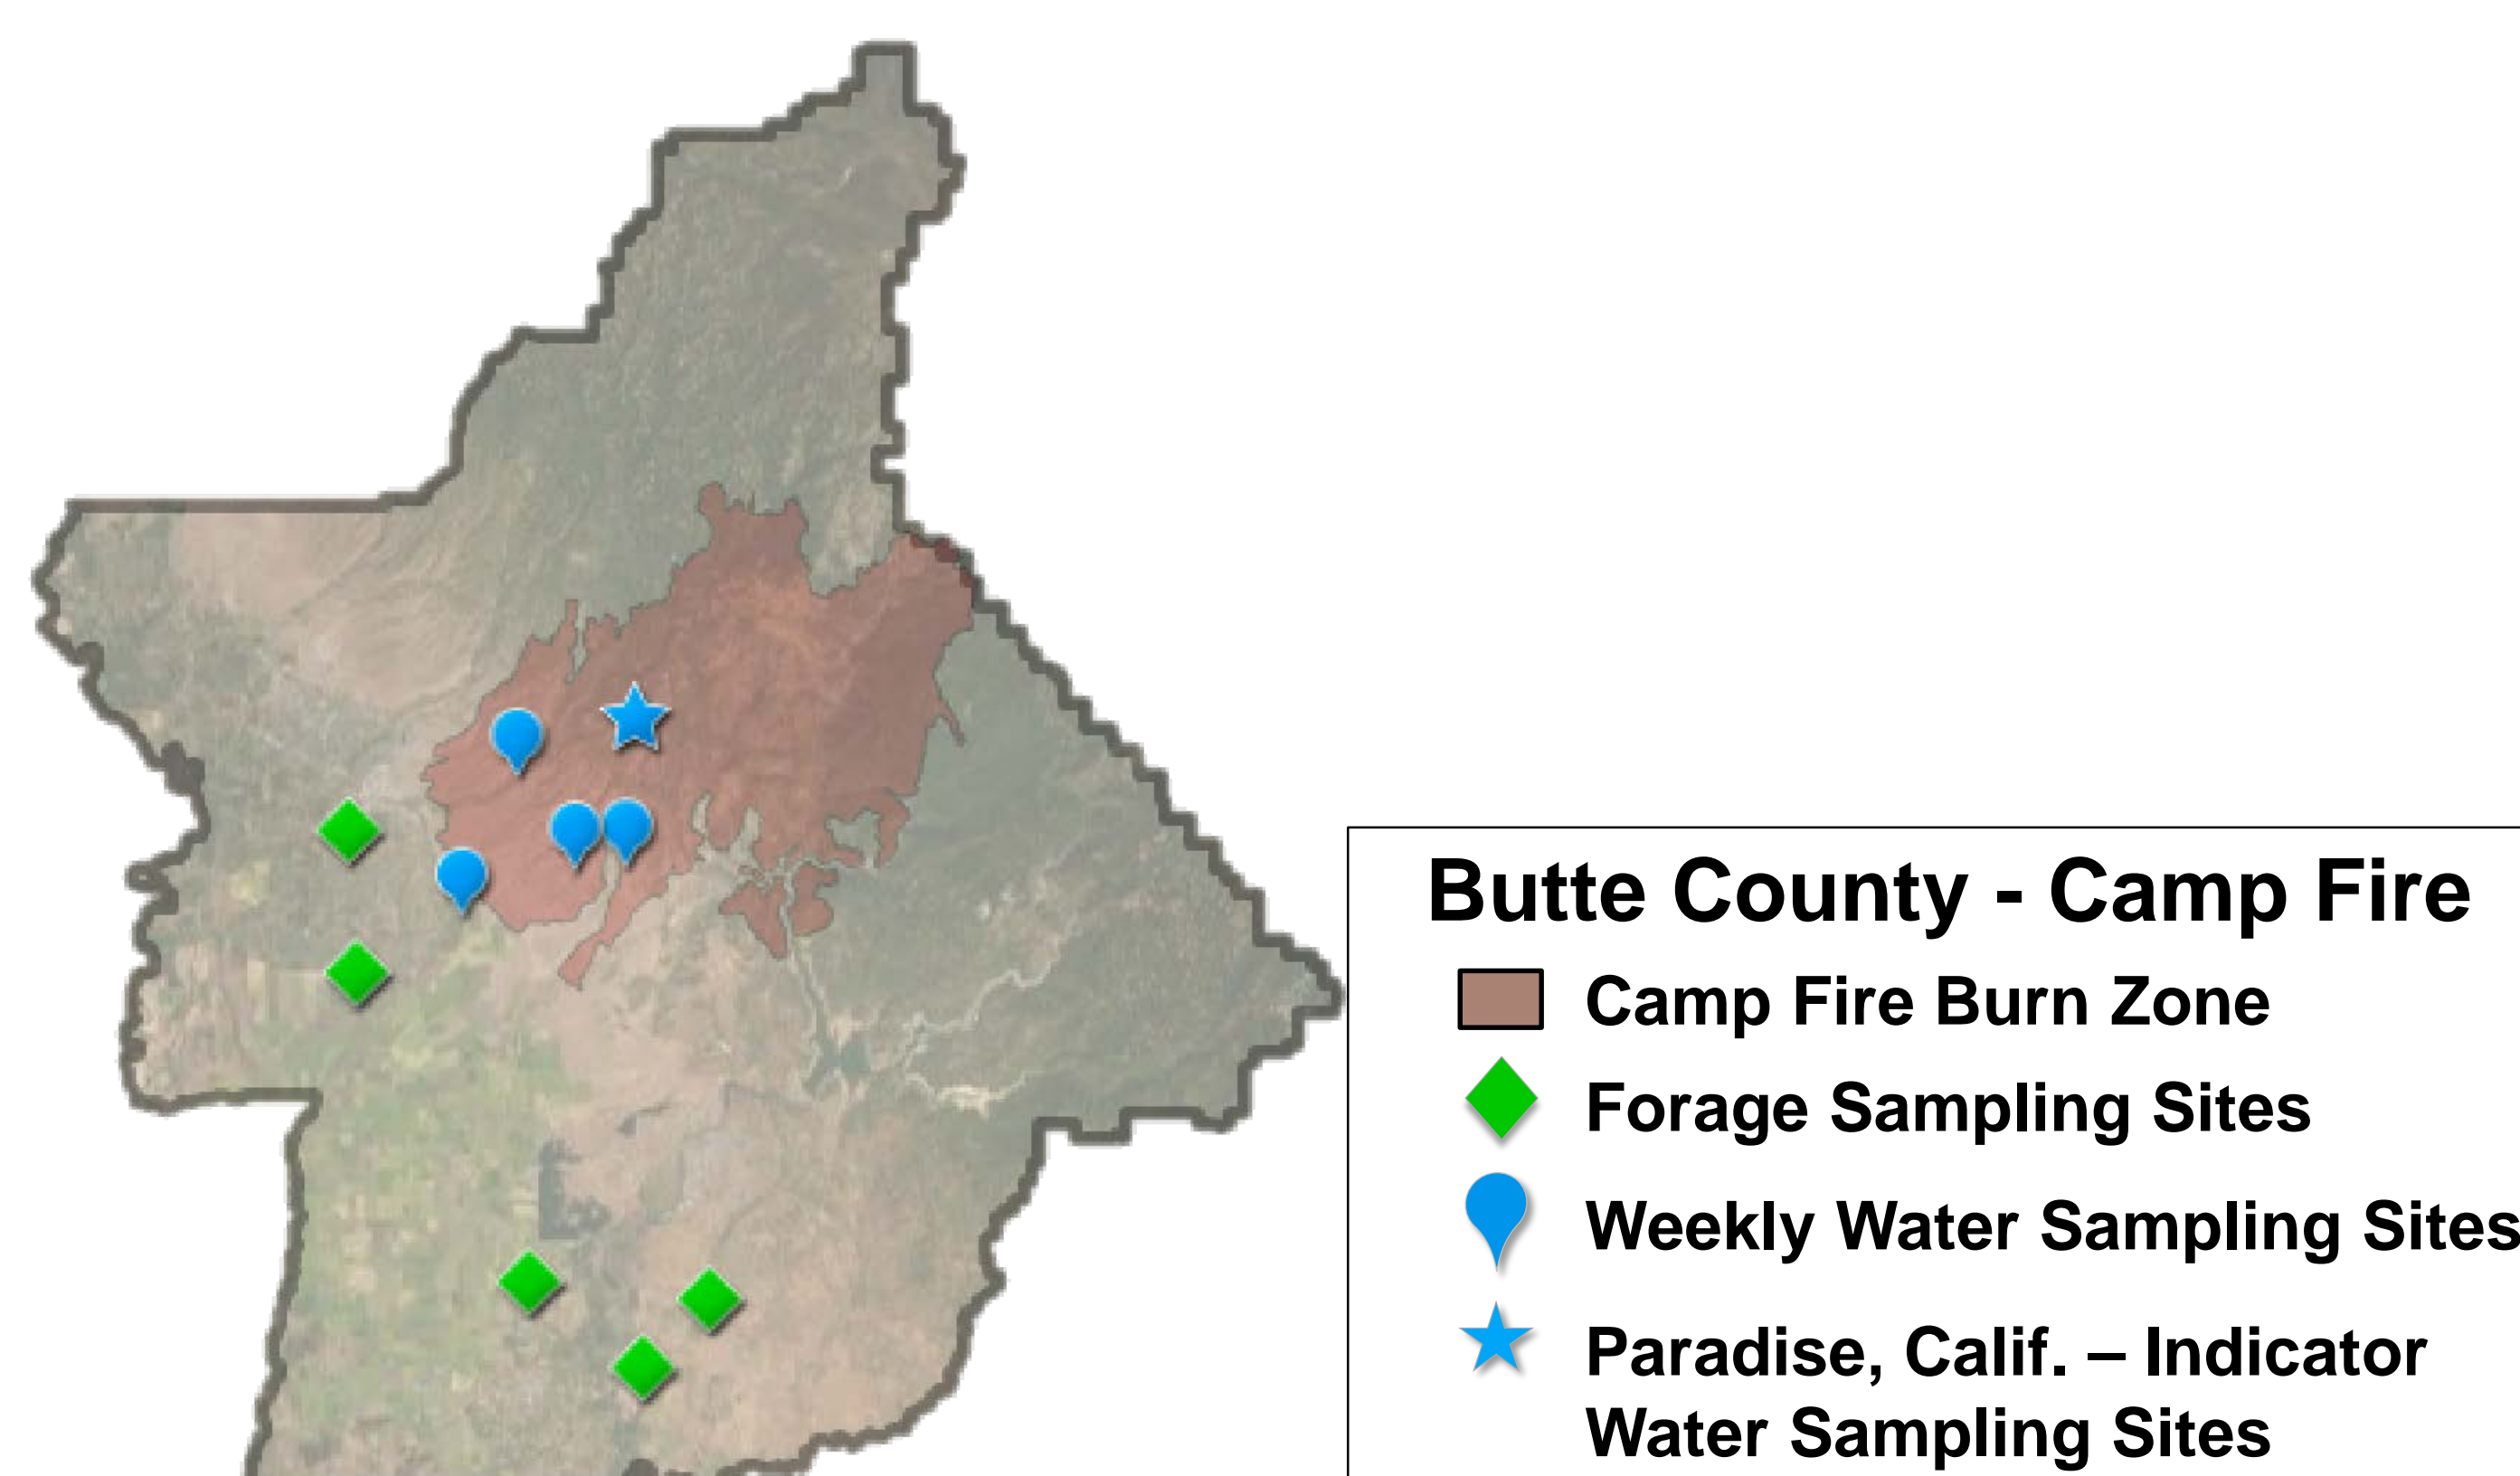 Butte County - Camp Fire
Camp Fire Burn Zone
Forage Sampling Sites
Weekly Water Sampling Sites
Paradise, Calif. – Indicator
Water Sampling Sites